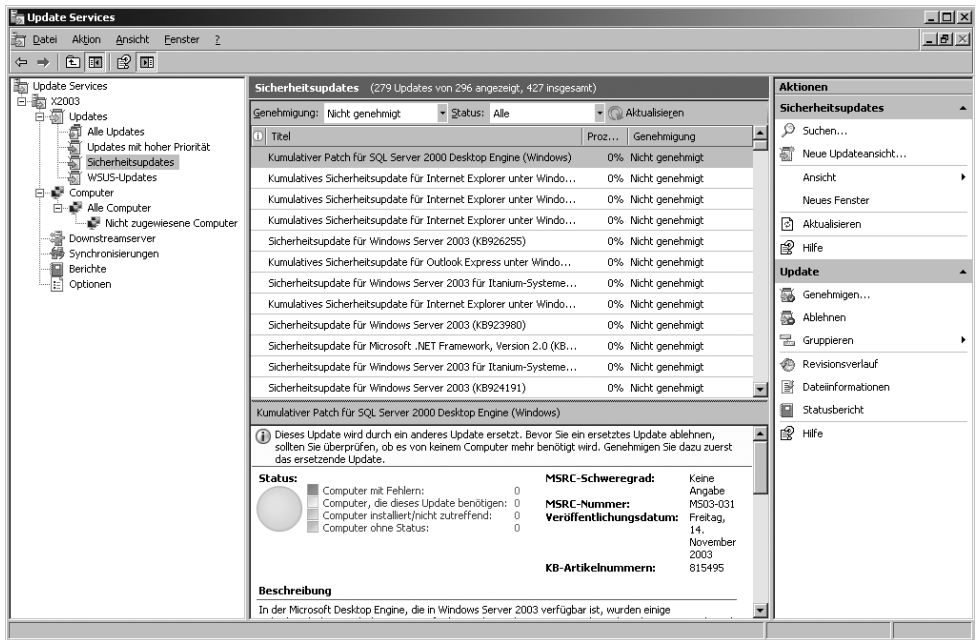 Update Services
Datei Aktion Ansicht Fenster ?
Update Services
X2003
Updates
Alle Updates
Updates mit hoher Priorität
Sicherheitsupdates
WSUS-Updates
Computer
Alle Computer
Nicht zugewiesene Computer
Downstreamserver
Synchronisierungen
Berichte
Optionen
Sicherheitsupdates (279 Updates von 296 angezeigt, 427 insgesamt)
Genehmigung: Nicht genehmigt Status: Alle Aktualisieren
Titel Proz... Genehmigung
Kumulativer Patch für SQL Server 2000 Desktop Engine (Windows) 0% Nicht genehmigt
Kumulatives Sicherheitsupdate für Internet Explorer unter Windo... 0% Nicht genehmigt
Kumulatives Sicherheitsupdate für Internet Explorer unter Windo... 0% Nicht genehmigt
Kumulatives Sicherheitsupdate für Internet Explorer unter Windo... 0% Nicht genehmigt
Sicherheitsupdate für Windows Server 2003 (KB926255) 0% Nicht genehmigt
Kumulatives Sicherheitsupdate für Outlook Express unter Windo... 0% Nicht genehmigt
Sicherheitsupdate für Windows Server 2003 für Itanium-Systeme... 0% Nicht genehmigt
Kumulatives Sicherheitsupdate für Internet Explorer unter Windo... 0% Nicht genehmigt
Sicherheitsupdate für Windows Server 2003 (KB923980) 0% Nicht genehmigt
Sicherheitsupdate für Microsoft .NET Framework, Version 2.0 (KB... 0% Nicht genehmigt
Sicherheitsupdate für Windows Server 2003 für Itanium-Systeme... 0% Nicht genehmigt
Sicherheitsupdate für Windows Server 2003 (KB924191) 0% Nicht genehmigt
Kumulativer Patch für SQL Server 2000 Desktop Engine (Windows)
Dieses Update wird durch ein anderes Update ersetzt. Bevor Sie ein ersetztes Update ablehnen,
sollten Sie überprüfen, ob es von keinem Computer mehr benötigt wird. Genehmigen Sie dazu zuerst
das ersetzende Update.
Status:
Computer mit Fehlern: 0
Computer, die dieses Update benötigen: 0
Computer installiert/nicht zutreffend: 0
Computer ohne Status: 0
MSRC-Schweregrad: Keine
Angabe
MSRC-Nummer: MS03-031
Veröffentlichungsdatum: Freitag,
14.
November
2003
KB-Artikelnummern: 815495
Beschreibung
In der Microsoft Desktop Engine, die in Windows Server 2003 verfügbar ist, wurden einige
Aktionen
Sicherheitsupdates
Suchen...
Neue Updateansicht...
Ansicht
Neues Fenster
Aktualisieren
Hilfe
Update
Genehmigen...
Ablehnen
Gruppieren
Revisionsverlauf
Dateiinformationen
Statusbericht
Hilfe